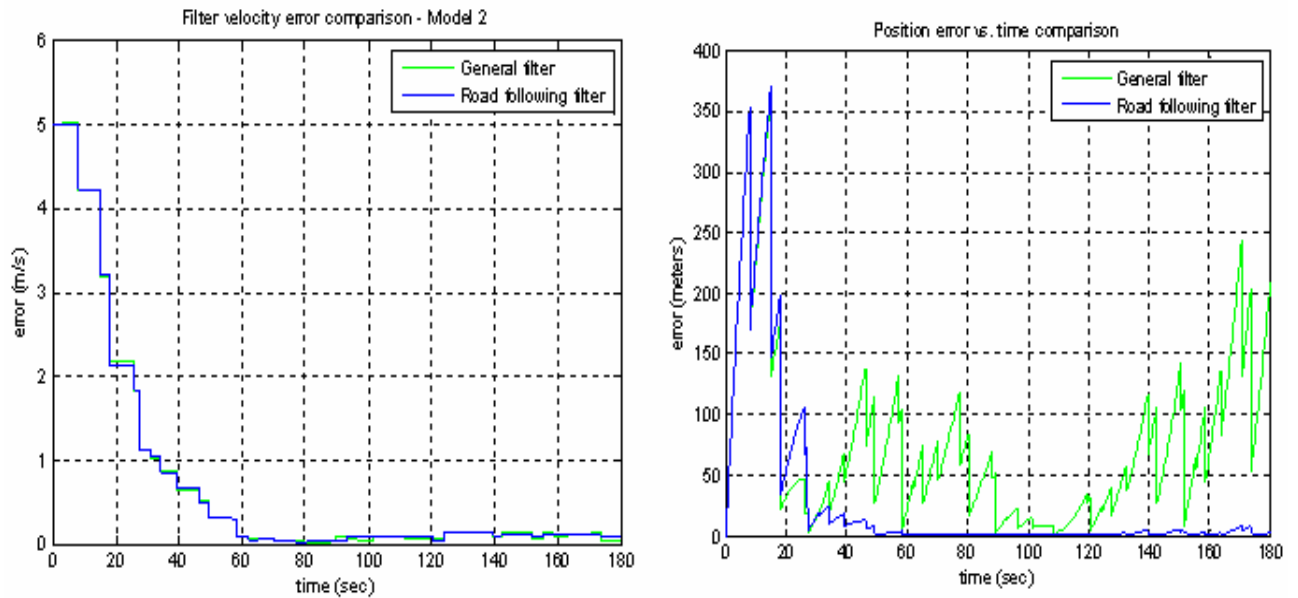 Filter velocity error comparison - Model 2
6
5
4
3
2
1
0
error (m/s)
General filter
Road following filter
0 20 40 60 80 100 120 140 160 180
time (sec)
Position error vs. time comparison
400
350
300
250
200
150
100
50
0
error (meters)
General filter
Road following filter
0 20 40 60 80 100 120 140 160 180
time (sec)